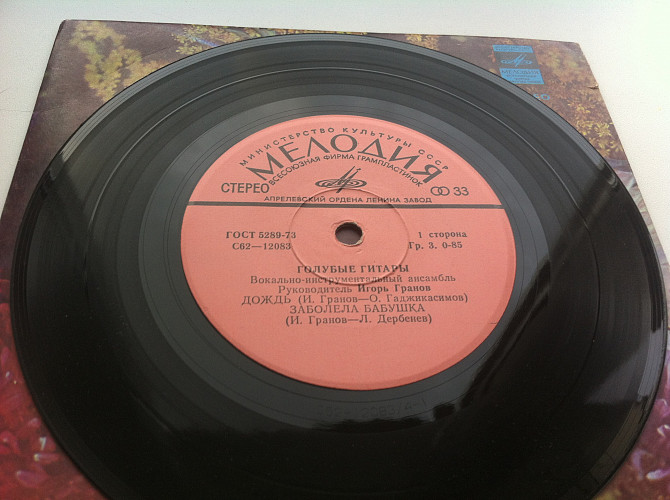 МИНИСТЕРСТВО КУЛЬТУРЫ СССР
МЕЛОДИЯ
ВСЕСОЮЗНАЯ ФИРМА ГРАМПЛАСТИНОК
СТЕРЕО 33
АПРЕЛЕВСКИЙ ОРДЕНА ЛЕНИНА ЗАВОД
ГОСТ 5289-73 1 сторона
С62—12083 Гр. 3. 0-85
ГОЛУБЫЕ ГИТАРЫ
Вокально-инструментальный ансамбль
Руководитель Игорь Гранов
ДОЖДЬ (И. Гранов—О. Гаджикасимов)
ЗАБОЛЕЛА БАБУШКА
(И. Гранов—Л. Дербенев)